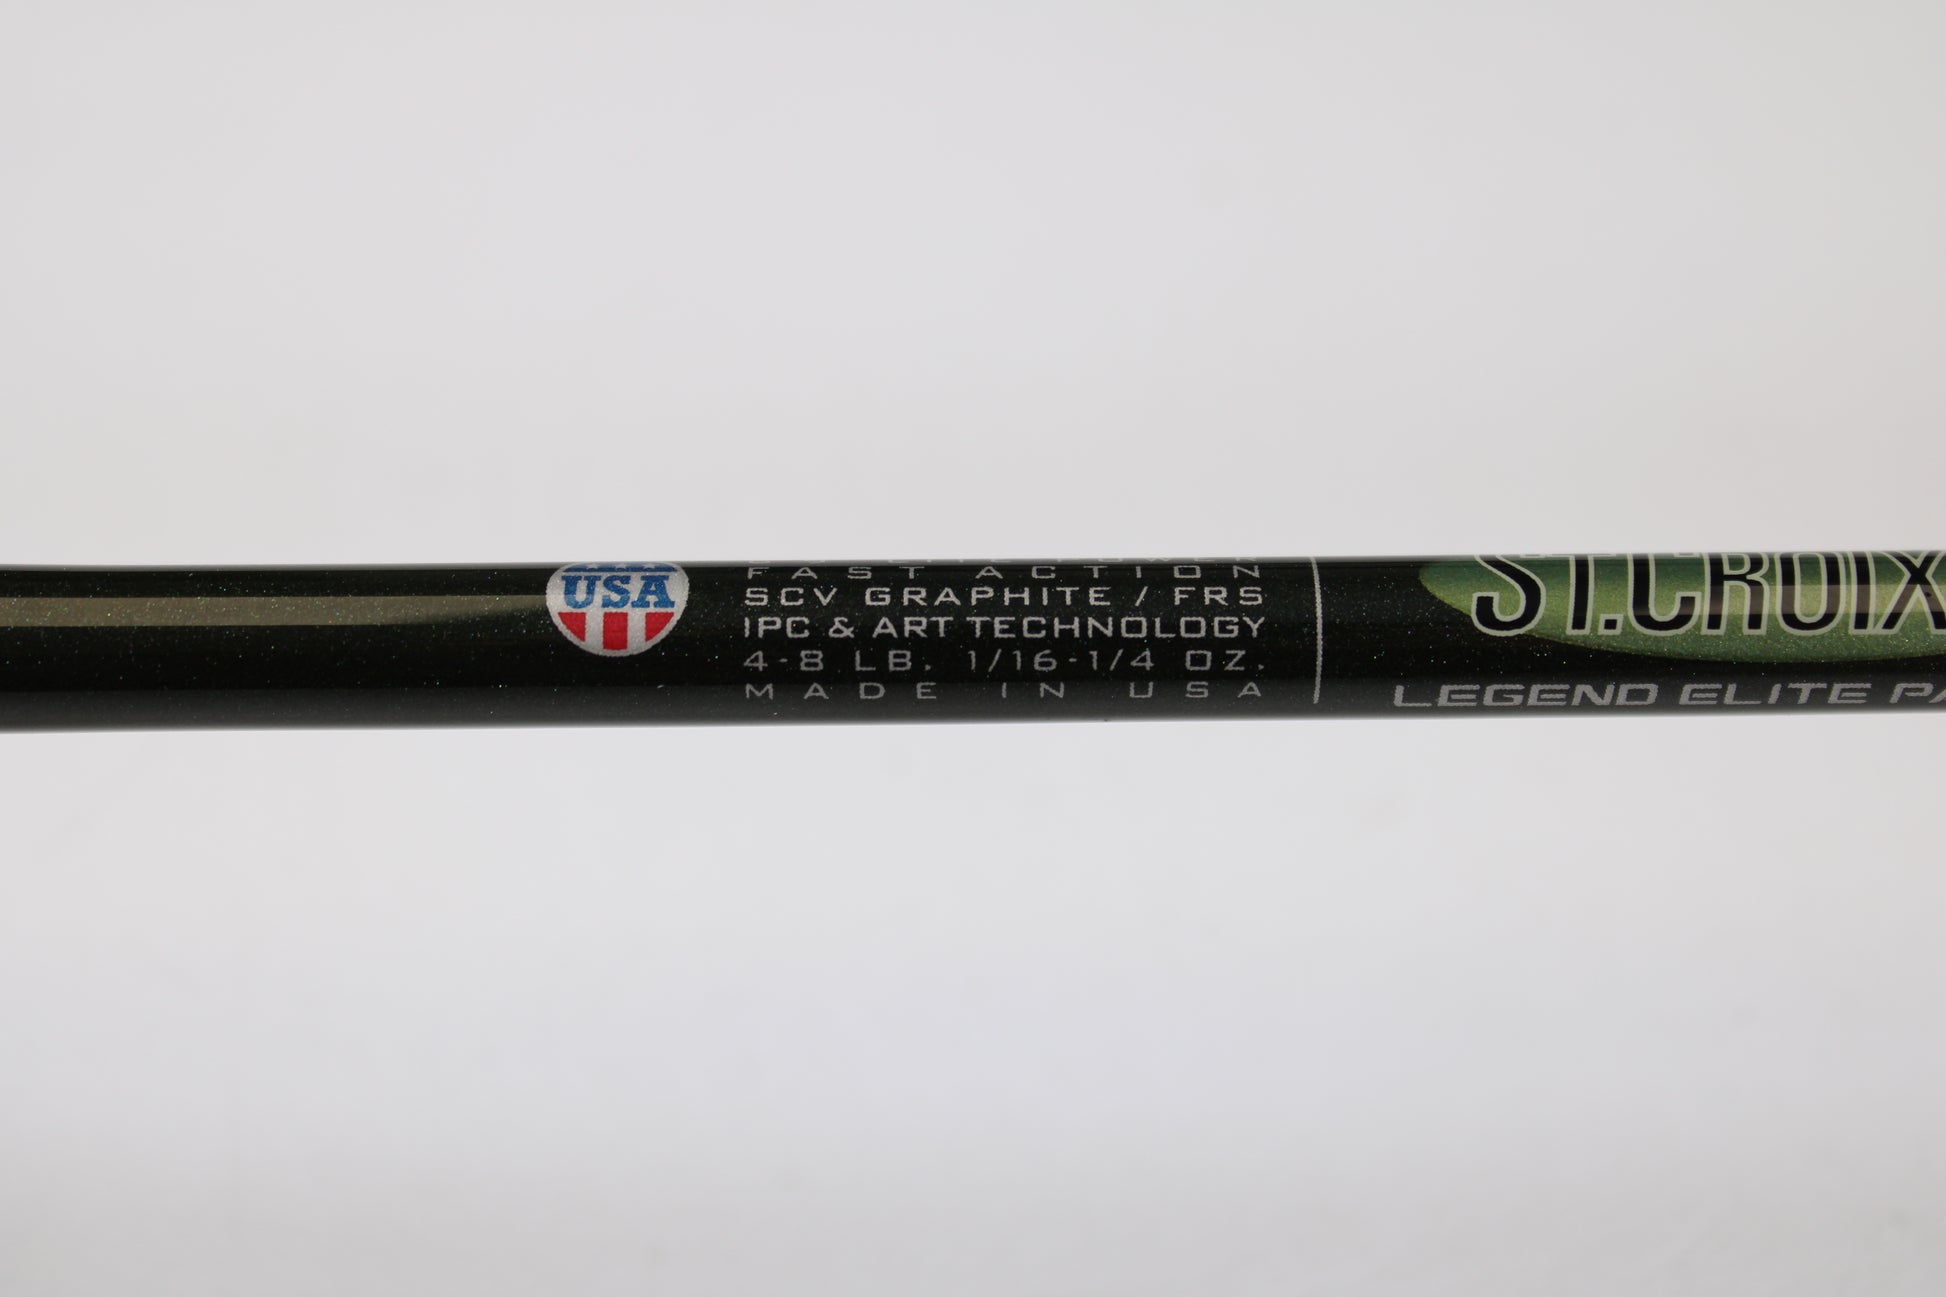 USA
FAST ACTION
SCV GRAPHITE / FRS
IPC & ART TECHNOLOGY
4-8 LB. 1/16-1/4 OZ.
MADE IN USA
ST.CROIX
LEGEND ELITE PA